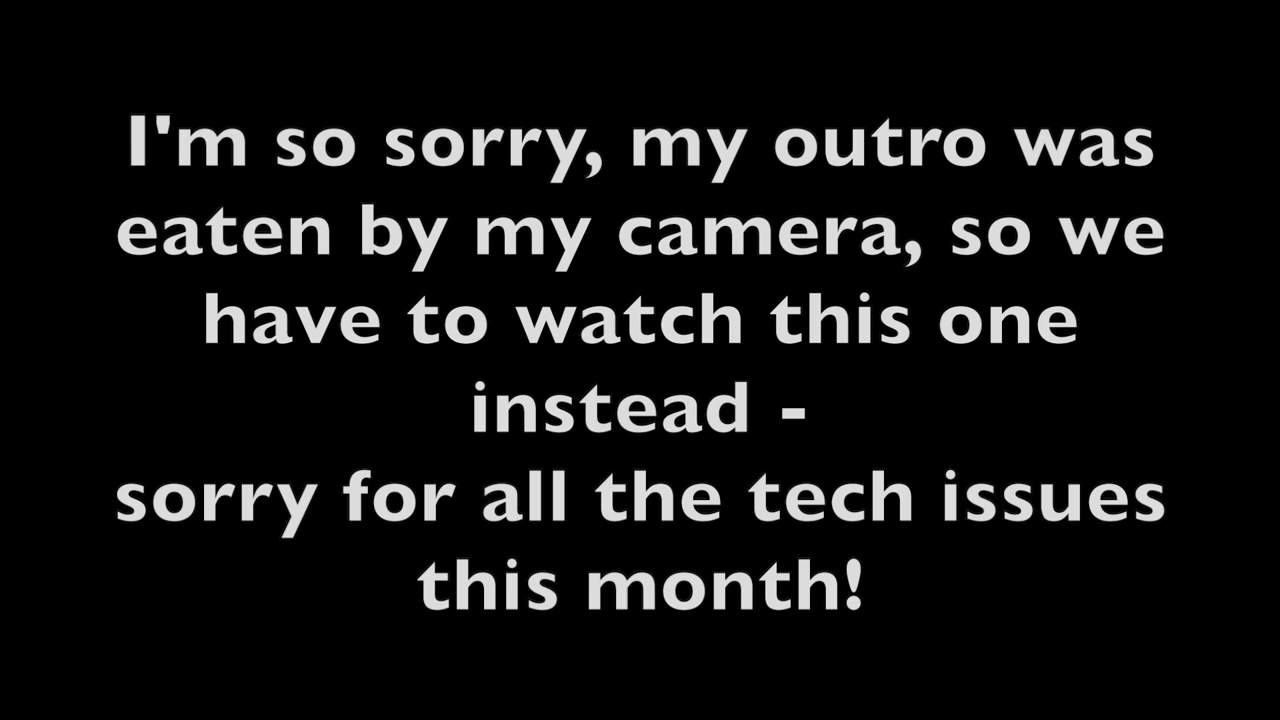 I'm so sorry, my outro was
eaten by my camera, so we
have to watch this one
instead -
sorry for all the tech issues
this month!